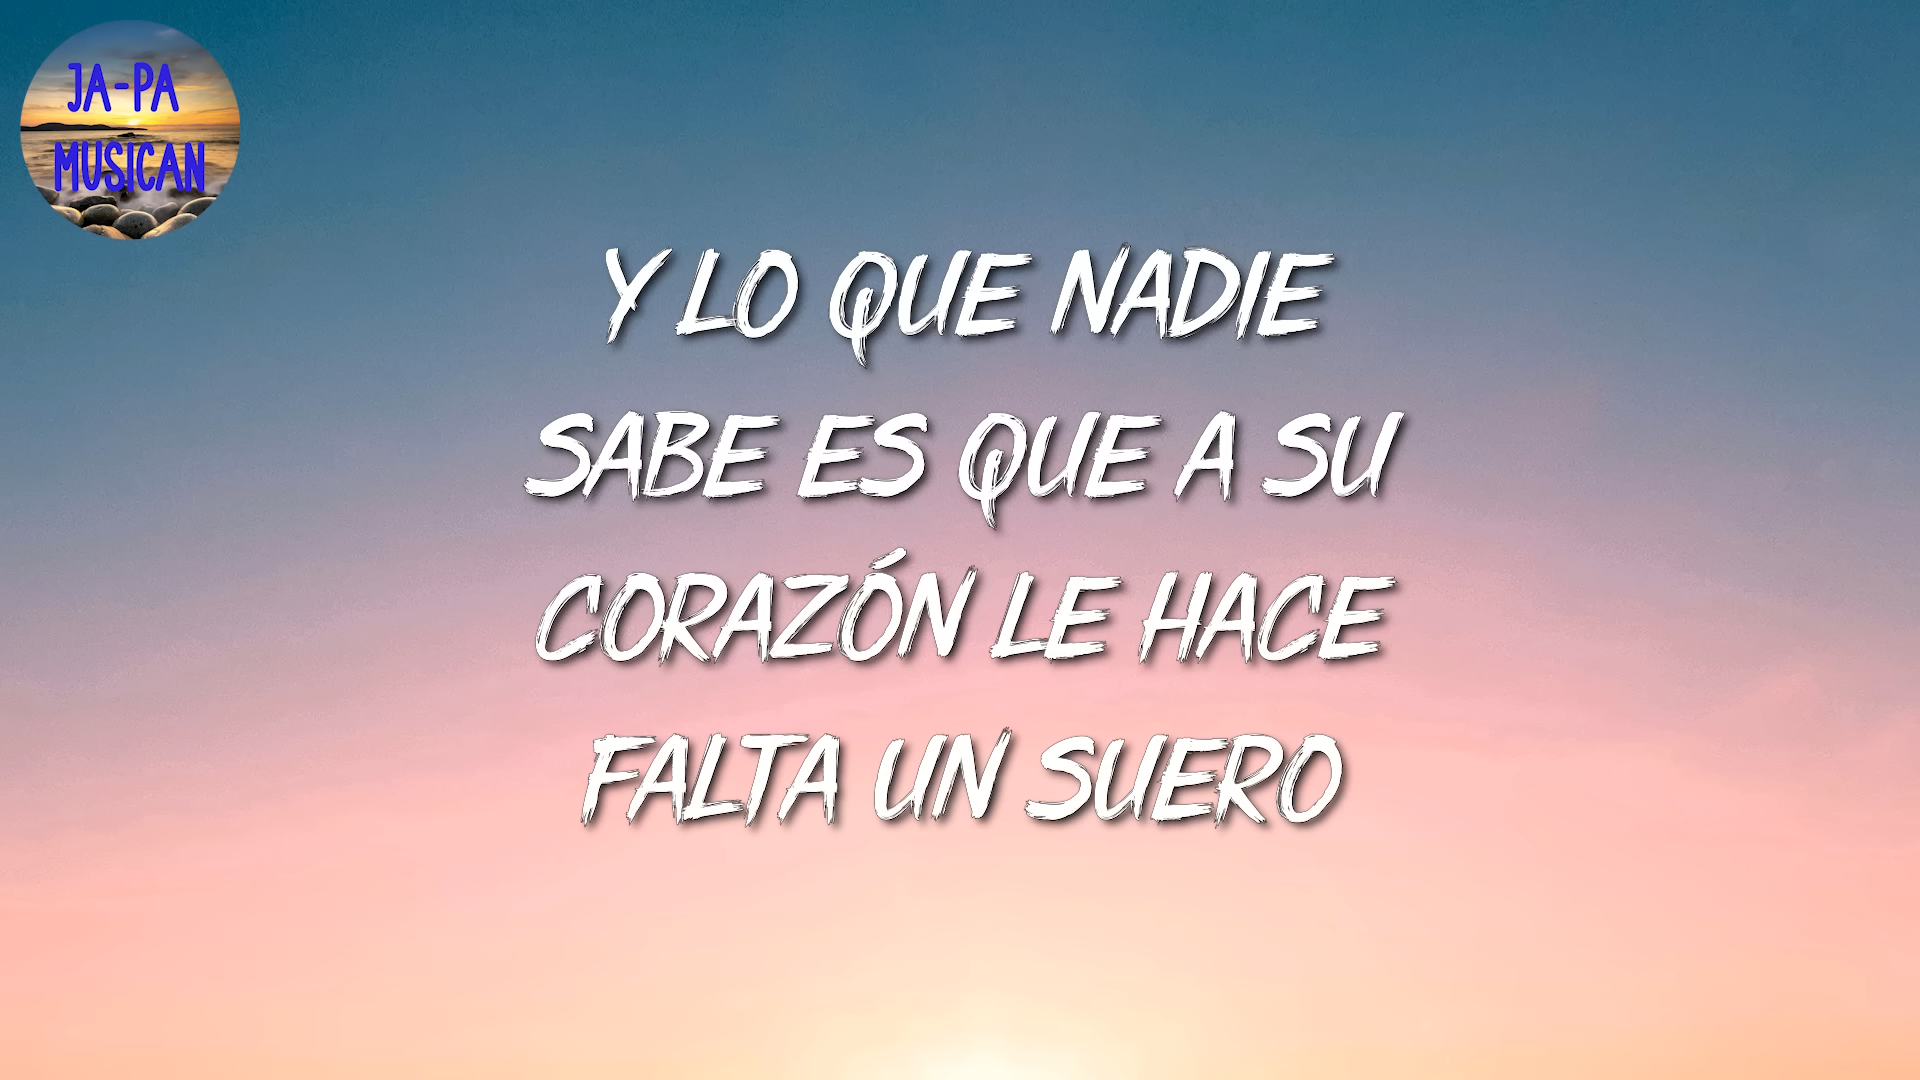 JA-PA
MUSICAN
Y LO QUE NADIE
SABE ES QUE A SU
CORAZÓN LE HACE
FALTA UN SUERO